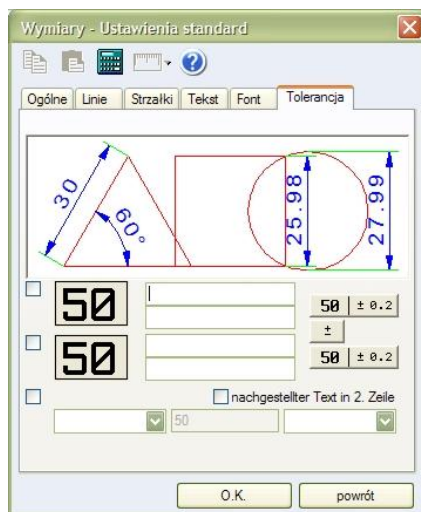 Wymiary - Ustawienia standard
Ogólne Linie Strzałki Tekst Font Tolerancja
30 60° 25.98 27.99
50 50 ± 0.2
±
50 50 ± 0.2
nachgestellter Text in 2. Zeile
50
O.K. powrót